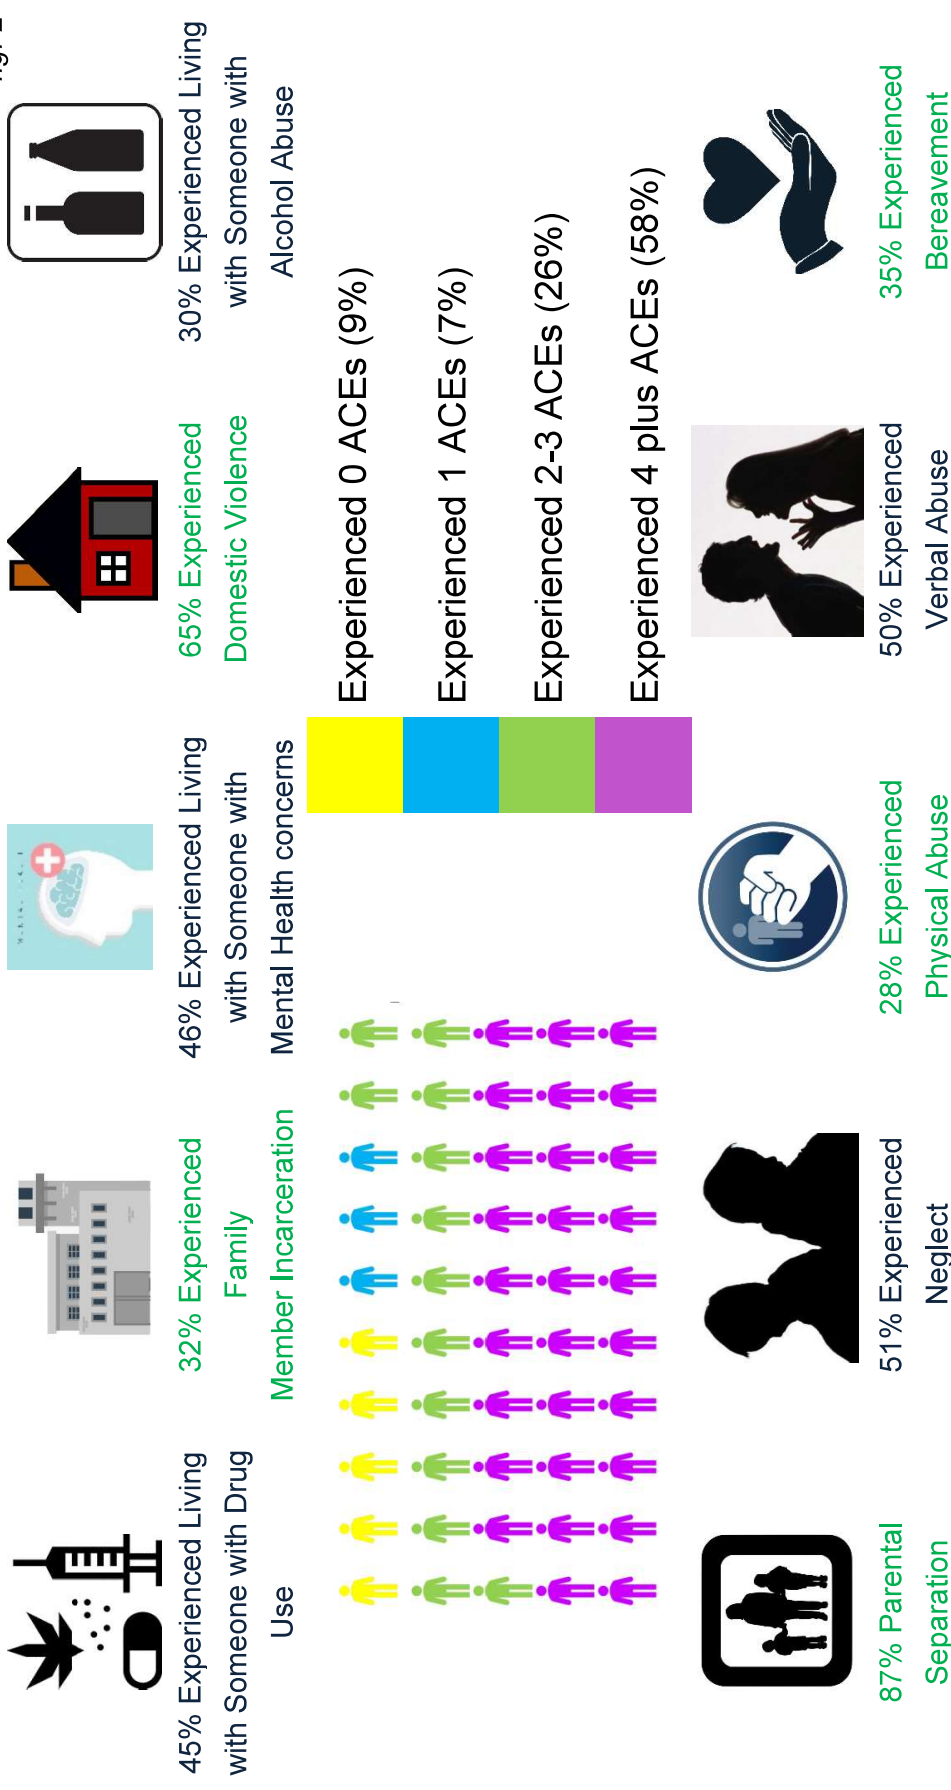 45% Experienced Living
with Someone with Drug
Use
32% Experienced
Family
Member Incarceration
46% Experienced Living
with Someone with
Mental Health concerns
65% Experienced
Domestic Violence
30% Experienced Living
with Someone with
Alcohol Abuse
Experienced 0 ACEs (9%)
Experienced 1 ACEs (7%)
Experienced 2-3 ACEs (26%)
Experienced 4 plus ACEs (58%)
87% Parental
Separation
51% Experienced
Neglect
28% Experienced
Physical Abuse
50% Experienced
Verbal Abuse
35% Experienced
Bereavement